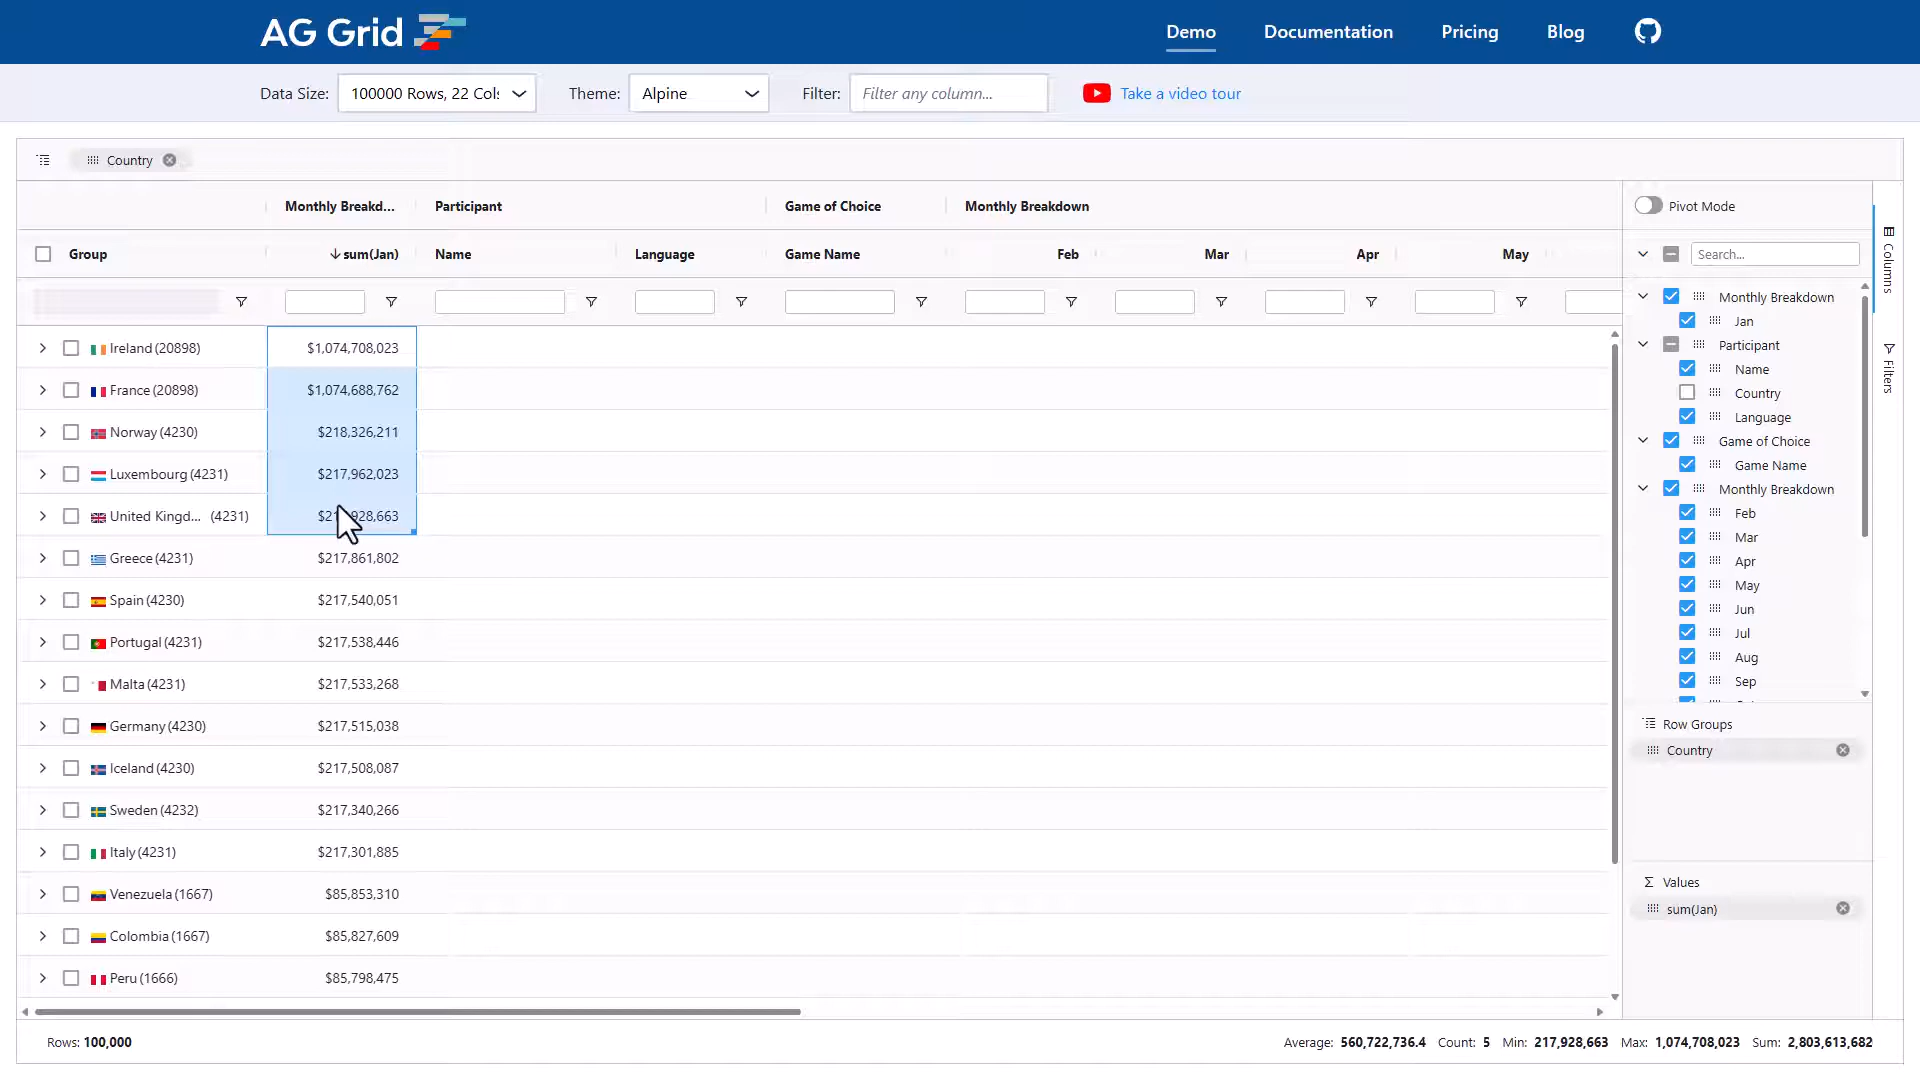 AG Grid
Demo Documentation Pricing Blog
Data Size: 100000 Rows, 22 Cols Theme: Alpine Filter: Filter any column... Take a video tour
Country
Monthly Breakd... Participant Game of Choice Monthly Breakdown
Group sum(Jan) Name Language Game Name Feb Mar Apr May
Ireland (20898) $1,074,708,023
France (20898) $1,074,688,762
Norway (4230) $218,326,211
Luxembourg (4231) $217,962,023
United Kingd... (4231) 928,663
Greece (4231) $217,861,802
Spain (4230) $217,540,051
Portugal (4231) $217,538,446
Malta (4231) $217,533,268
Germany (4230) $217,515,038
Iceland (4230) $217,508,087
Sweden (4232) $217,340,266
Italy (4231) $217,301,885
Venezuela (1667) $85,853,310
Colombia (1667) $85,827,609
Peru (1666) $85,798,475
Pivot Mode
Search...
Monthly Breakdown
Jan
Participant
Name
Country
Language
Game of Choice
Game Name
Monthly Breakdown
Feb
Mar
Apr
May
Jun
Jul
Aug
Sep
Row Groups
Country
Values
sum(Jan)
Columns
Filters
Rows: 100,000
Average: 560,722,736.4 Count: 5 Min: 217,928,663 Max: 1,074,708,023 Sum: 2,803,613,682